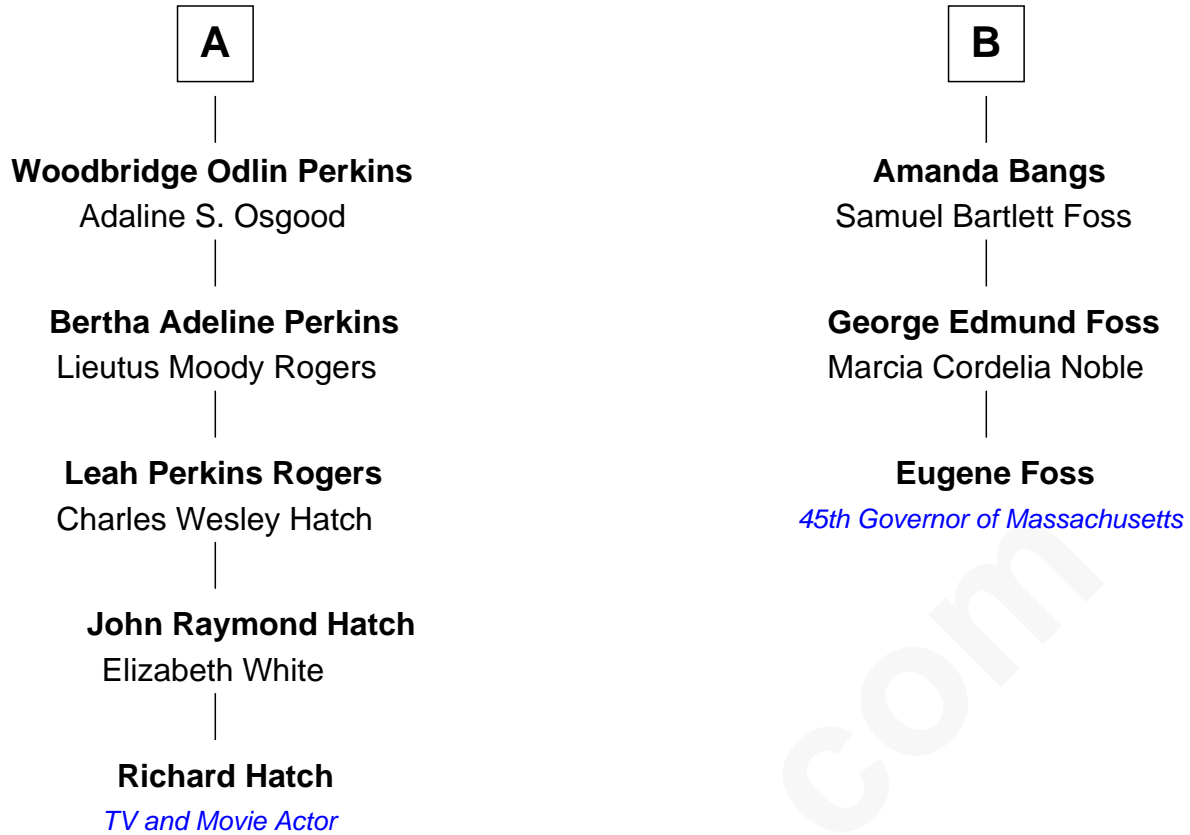 A
Woodbridge Odlin Perkins
Adaline S. Osgood
Bertha Adeline Perkins
Lieutus Moody Rogers
Leah Perkins Rogers
Charles Wesley Hatch
John Raymond Hatch
Elizabeth White
Richard Hatch
TV and Movie Actor
B
Amanda Bangs
Samuel Bartlett Foss
George Edmund Foss
Marcia Cordelia Noble
Eugene Foss
45th Governor of Massachusetts
com